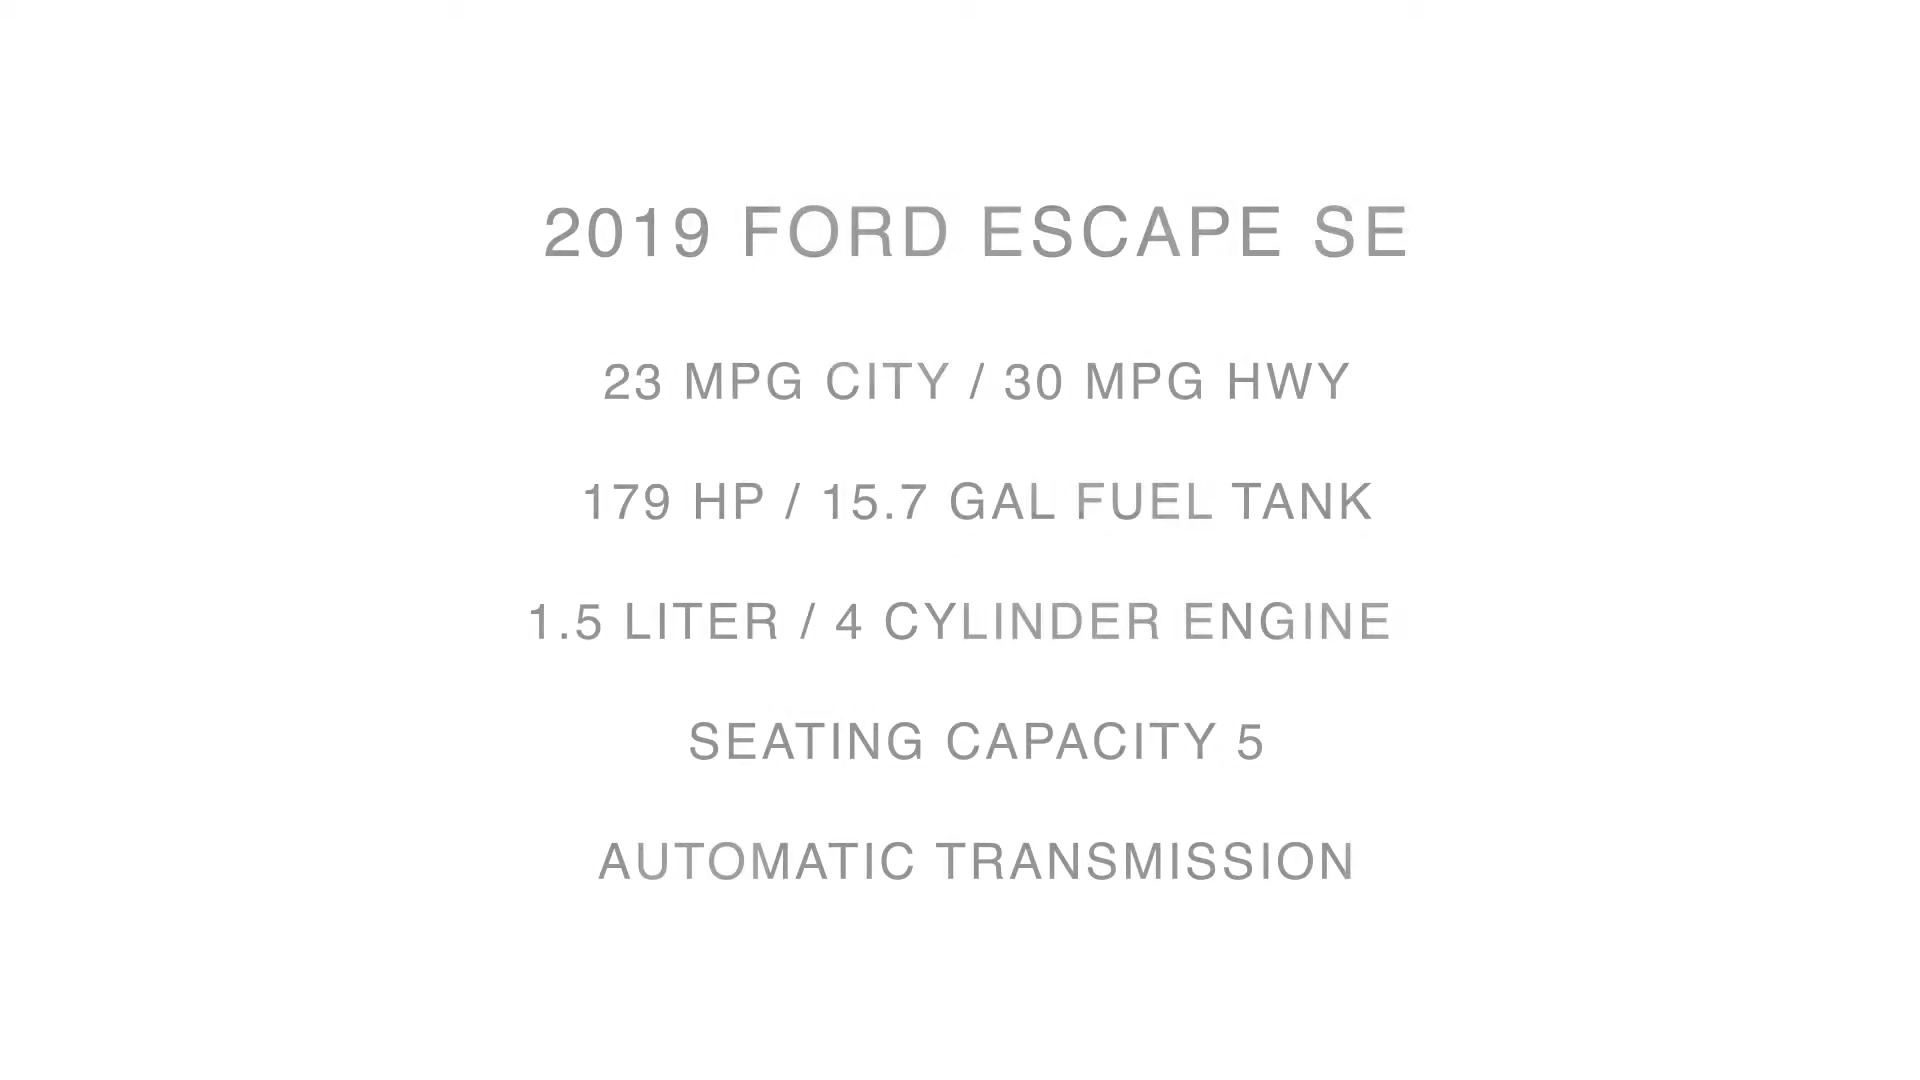 2019 FORD ESCAPE SE
23 MPG CITY / 30 MPG HWY
179 HP / 15.7 GAL FUEL TANK
1.5 LITER / 4 CYLINDER ENGINE
SEATING CAPACITY 5
AUTOMATIC TRANSMISSION